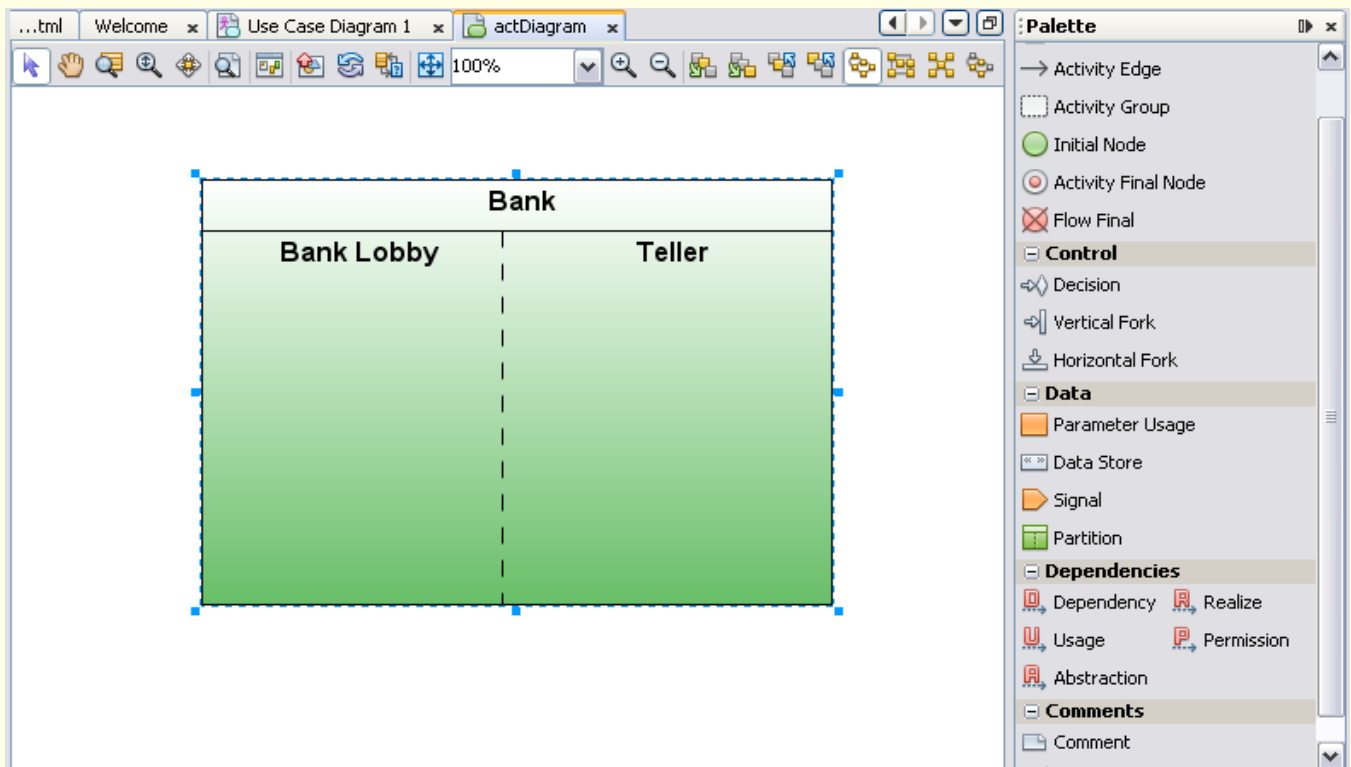 ...tml Welcome x Use Case Diagram 1 x actDiagram x
100%
Bank
Bank Lobby Teller
Palette
Activity Edge
Activity Group
Initial Node
Activity Final Node
Flow Final
Control
Decision
Vertical Fork
Horizontal Fork
Data
Parameter Usage
Data Store
Signal
Partition
Dependencies
Dependency Realize
Usage Permission
Abstraction
Comments
Comment